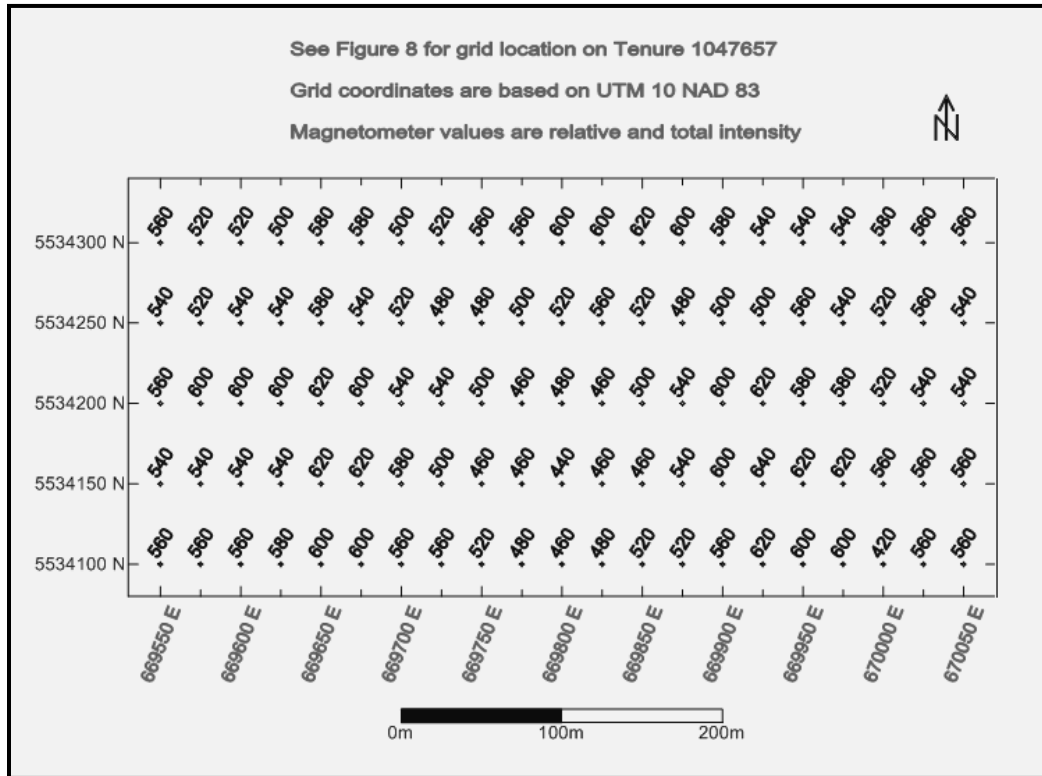 See Figure 8 for grid location on Tenure 1047657
Grid coordinates are based on UTM 10 NAD 83
Magnetometer values are relative and total intensity
N
560 520 520 500 580 580 500 520 560 560 600 600 620 600 580 540 540 540 580 560 560
5534300 N
540 520 540 540 580 540 520 480 480 500 520 560 520 480 500 500 560 540 520 560 540
5534250 N
560 600 600 600 620 600 540 540 500 460 480 460 500 540 600 620 580 580 520 540 540
5534200 N
540 540 540 540 620 620 580 500 460 460 440 460 460 540 600 640 620 620 560 560 560
5534150 N
560 560 560 580 600 600 560 560 520 480 460 480 520 520 560 620 600 600 420 560 560
5534100 N
669550 E 669600 E 669650 E 669700 E 669750 E 669800 E 669850 E 669900 E 669950 E 670000 E 670050 E
0m 100m 200m